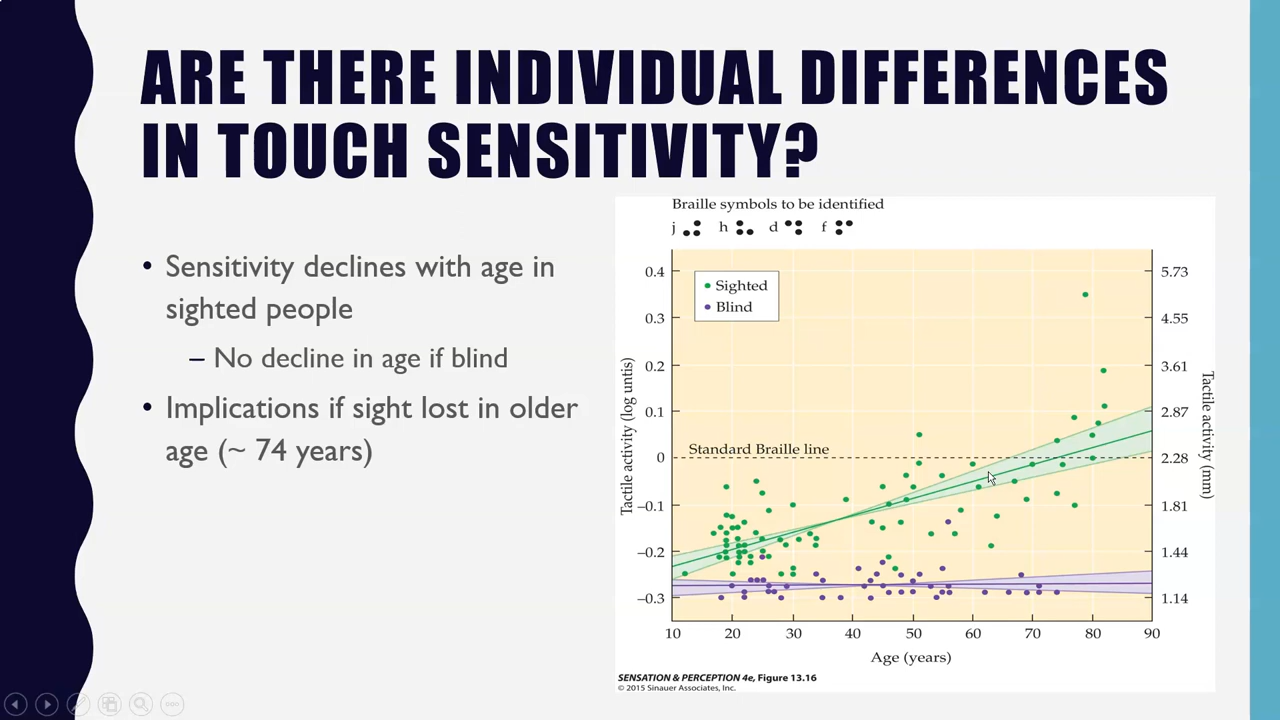 ARE THERE INDIVIDUAL DIFFERENCES
IN TOUCH SENSITIVITY?
• Sensitivity declines with age in
sighted people
– No decline in age if blind
• Implications if sight lost in older
age (~ 74 years)
Braille symbols to be identified
j h d f
Sighted
Blind
Standard Braille line
Tactile activity (log untis)
0.4
0.3
0.2
0.1
0
–0.1
–0.2
–0.3
5.73
4.55
3.61
2.87
2.28
1.81
1.44
1.14
Tactile activity (mm)
10 20 30 40 50 60 70 80 90
Age (years)
SENSATION & PERCEPTION 4e, Figure 13.16
© 2015 Sinauer Associates, Inc.